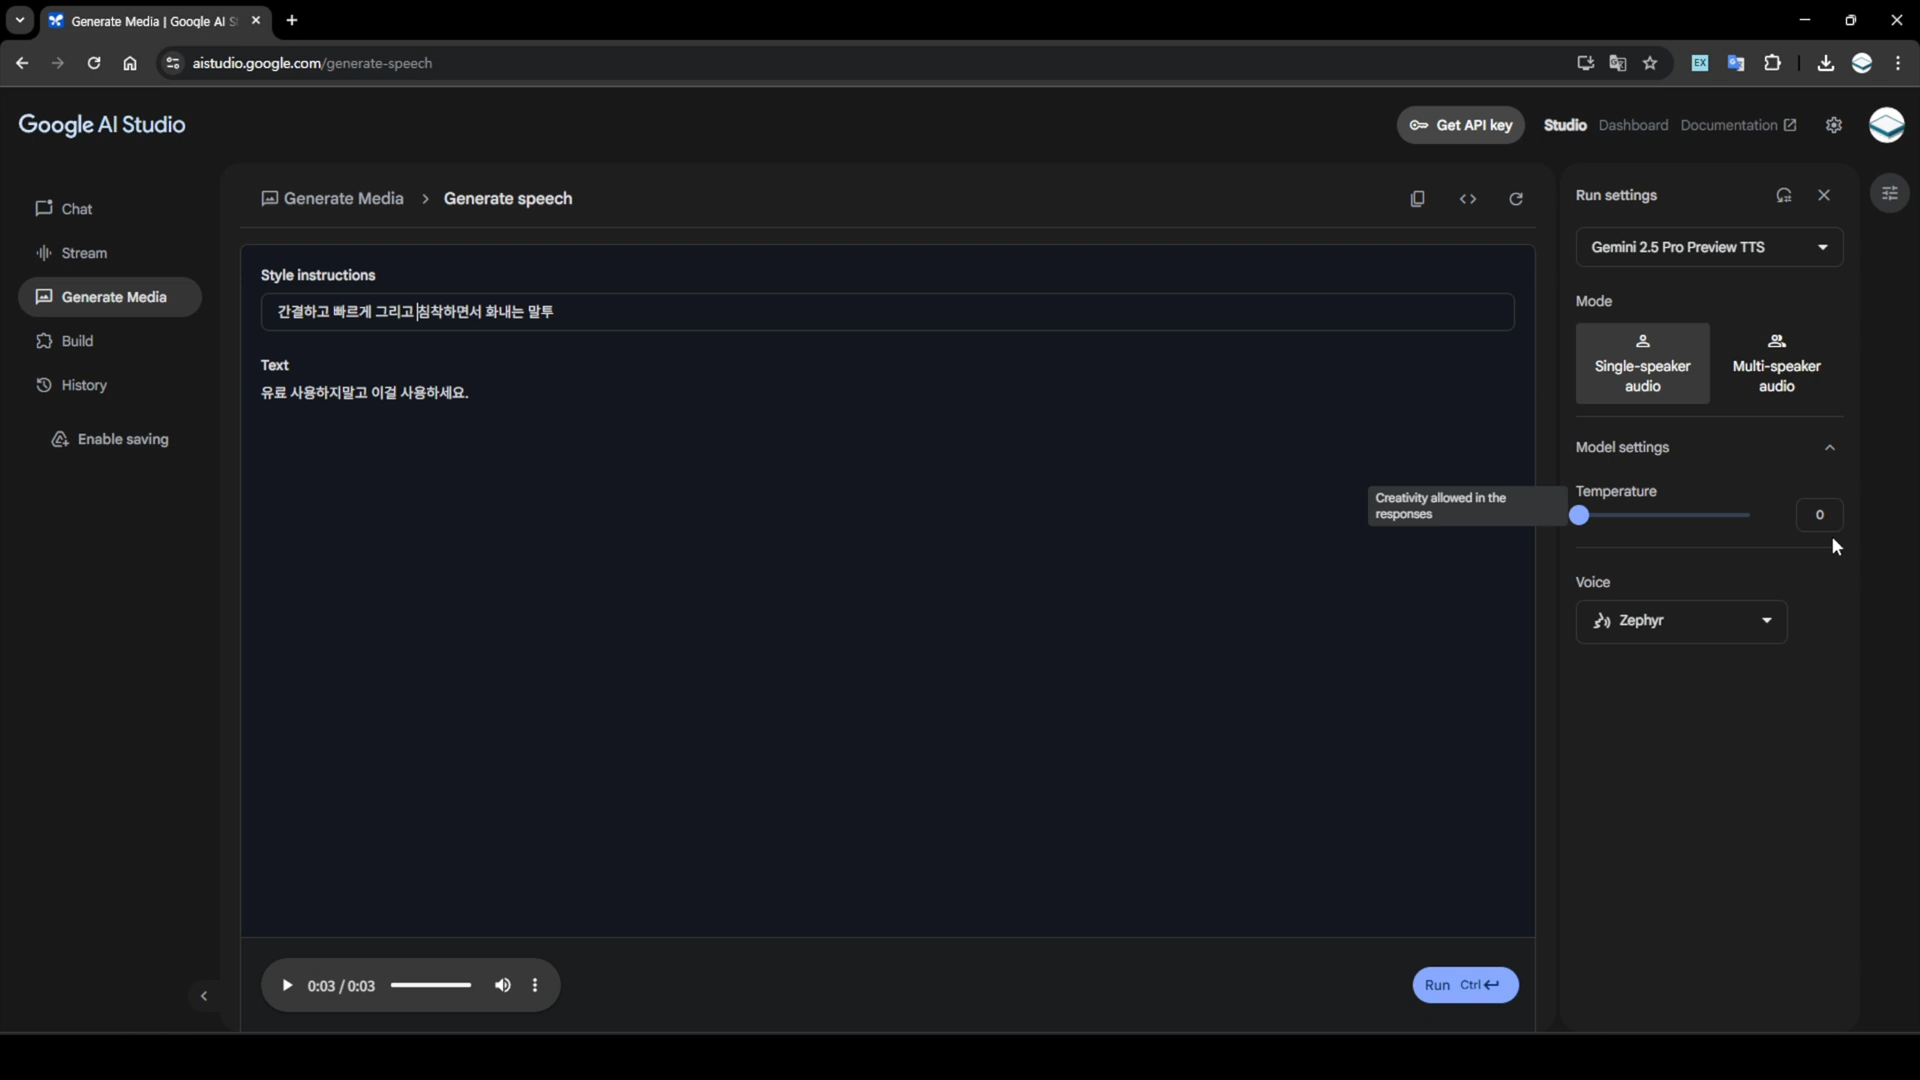 Generate Media | Google AI S
aistudio.google.com/generate-speech
EX
Google AI Studio
Get API key
Studio
Dashboard
Documentation
Chat
Stream
Generate Media
Build
History
Enable saving
Generate Media > Generate speech
Style instructions
간결하고 빠르게 그리고 침착하면서 화내는 말투
Text
유료 사용하지말고 이걸 사용하세요.
0:03 / 0:03
Run Ctrl
Run settings
Gemini 2.5 Pro Preview TTS
Mode
Single-speaker
audio
Multi-speaker
audio
Model settings
Creativity allowed in the
responses
Temperature
0
Voice
Zephyr